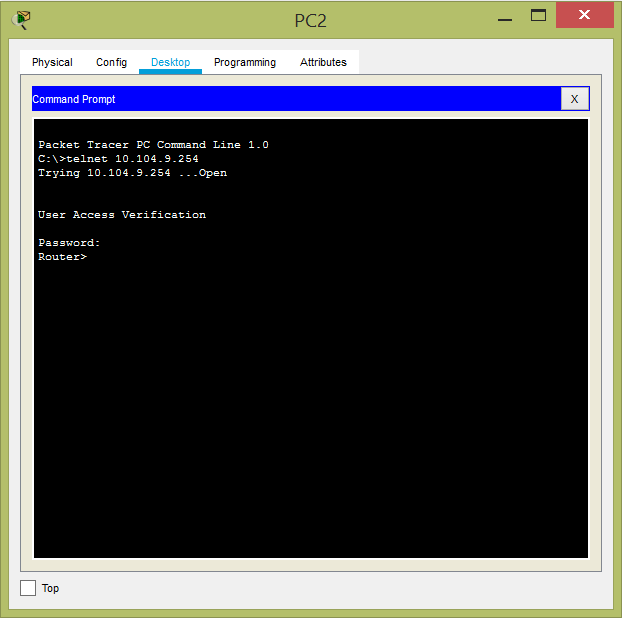 PC2
Physical Config Desktop Programming Attributes
Command Prompt X
Packet Tracer PC Command Line 1.0
C:\>telnet 10.104.9.254
Trying 10.104.9.254 ...Open
User Access Verification
Password:
Router>
Top